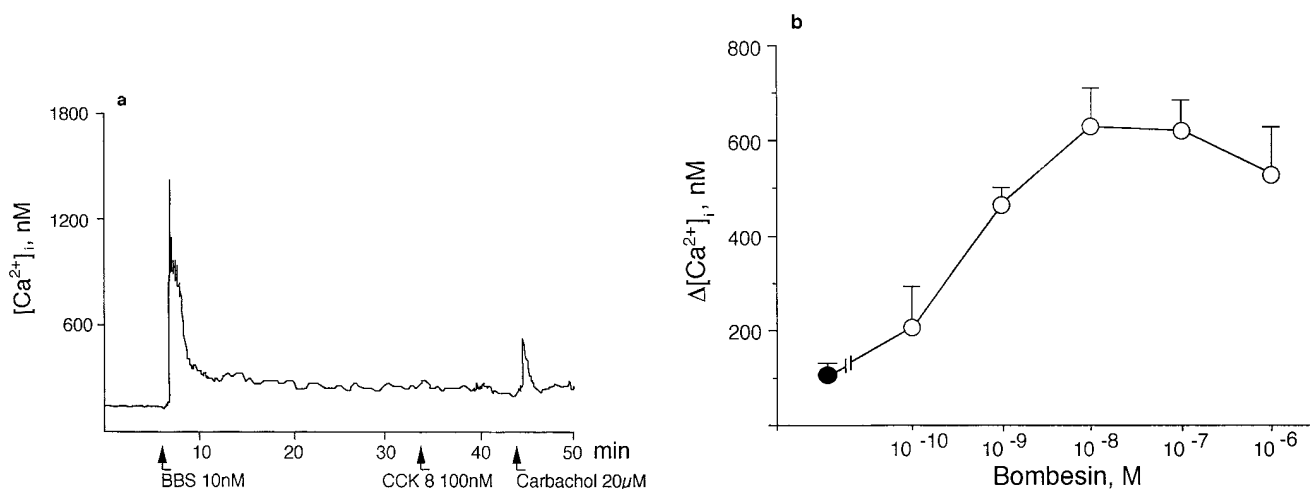 a
1800
1200
600
[Ca²⁺]ᵢ, nM
10 20 30 40 50 min
BBS 10nM CCK 8 100nM Carbachol 20µM
b
800
600
400
200
Δ[Ca²⁺]ᵢ, nM
10⁻¹⁰ 10⁻⁹ 10⁻⁸ 10⁻⁷ 10⁻⁶
Bombesin, M